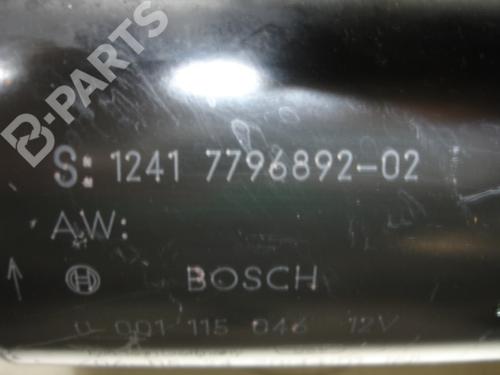 B-PARTS
S: 1241 7796892-02
AW:
BOSCH
0 001 115 046 12V